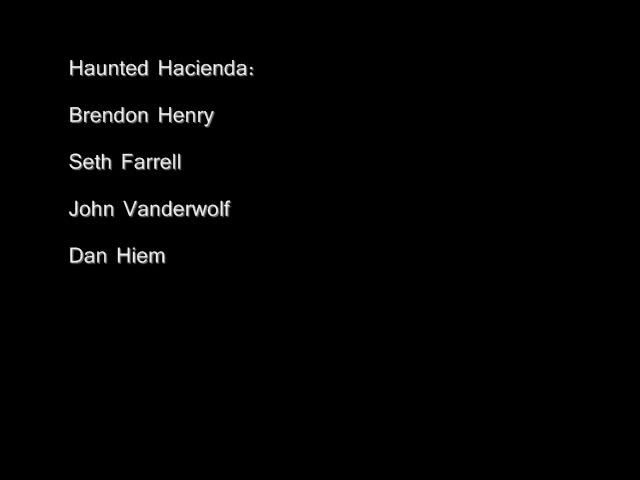 Haunted Hacienda:
Brendon Henry
Seth Farrell
John Vanderwolf
Dan Hiem